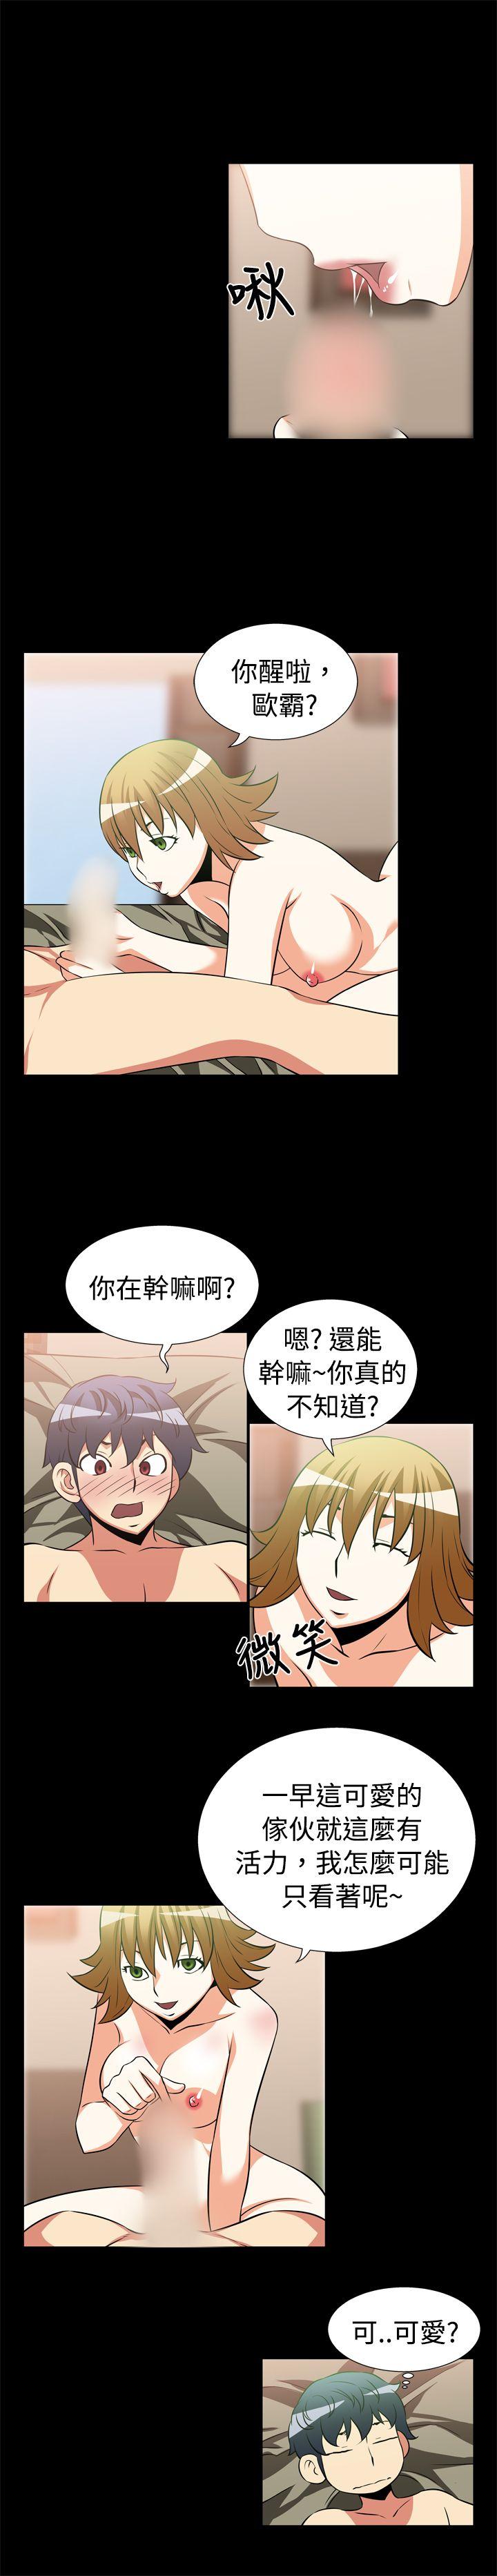 啾
你醒啦，
歐霸?
你在幹嘛啊?
嗯? 還能
幹嘛~你真的
不知道?
微笑
一早這可愛的
傢伙就這麼有
活力，我怎麼可能
只看著呢~
可..可愛?